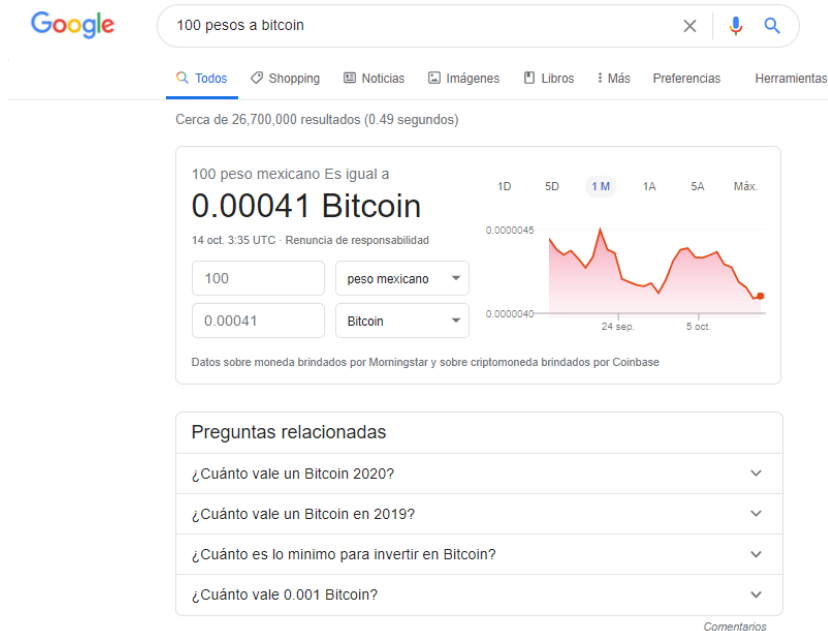 Google
100 pesos a bitcoin
Todos Shopping Noticias Imágenes Libros Más Preferencias Herramientas
Cerca de 26,700,000 resultados (0.49 segundos)
100 peso mexicano Es igual a
0.00041 Bitcoin
14 oct. 3:35 UTC · Renuncia de responsabilidad
100 peso mexicano
0.00041 Bitcoin
1D 5D 1 M 1A 5A Máx.
0.0000045
0.0000040
24 sep. 5 oct.
Datos sobre moneda brindados por Morningstar y sobre criptomoneda brindados por Coinbase
Preguntas relacionadas
¿Cuánto vale un Bitcoin 2020?
¿Cuánto vale un Bitcoin en 2019?
¿Cuánto es lo minimo para invertir en Bitcoin?
¿Cuánto vale 0.001 Bitcoin?
Comentarios